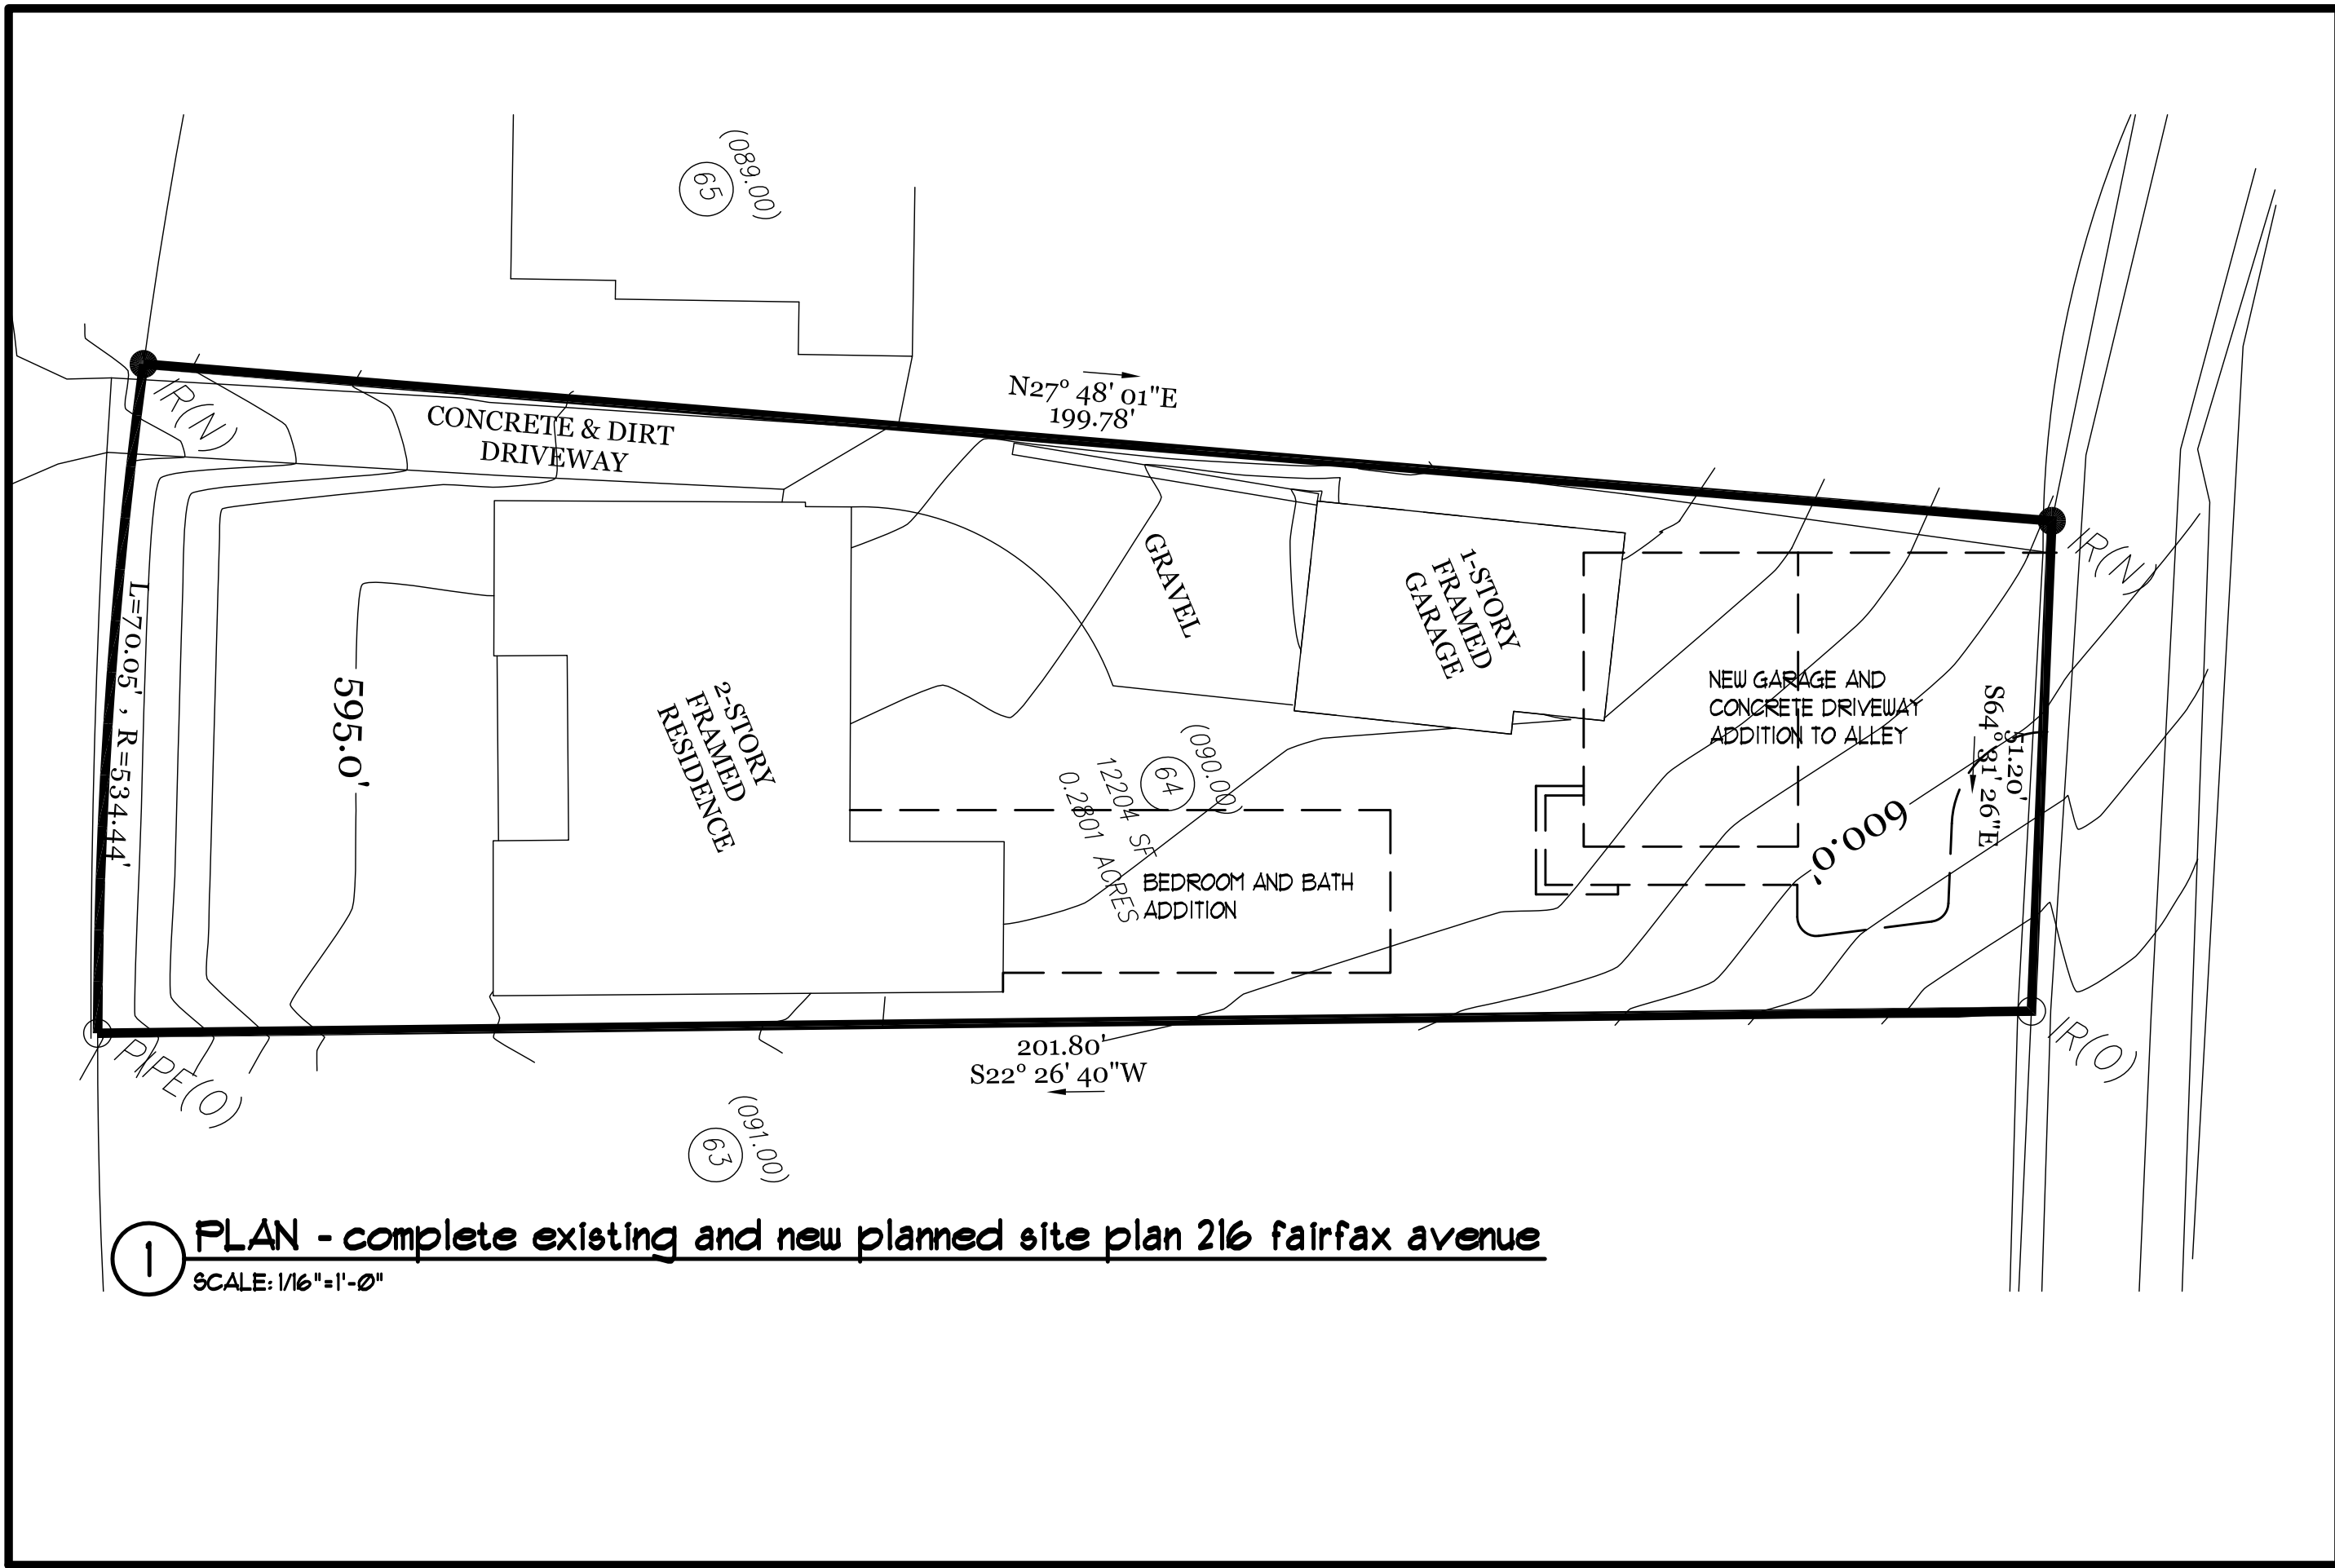 (089.00)
65
N27° 48' 01"E
199.78'
IR(N)
CONCRETE & DIRT
DRIVEWAY
IR(N)
GRAVEL
1-STORY
FRAMED
GARAGE
L=70.05' , R=534.44'
595.0'
2-STORY
FRAMED
RESIDENCE
NEW GARAGE AND
CONCRETE DRIVEWAY
ADDITION TO ALLEY
51.20'
S64° 31' 26"E
(090.00)
64
12204 SF
0.2801 ACRES
600.0'
BEDROOM AND BATH
ADDITION
PIPE(O)
IR(O)
201.80'
S22° 26' 40"W
(091.00)
63
1
PLAN - complete existing and new planned site plan 216 fairfax avenue
SCALE: 1/16"=1'-0"